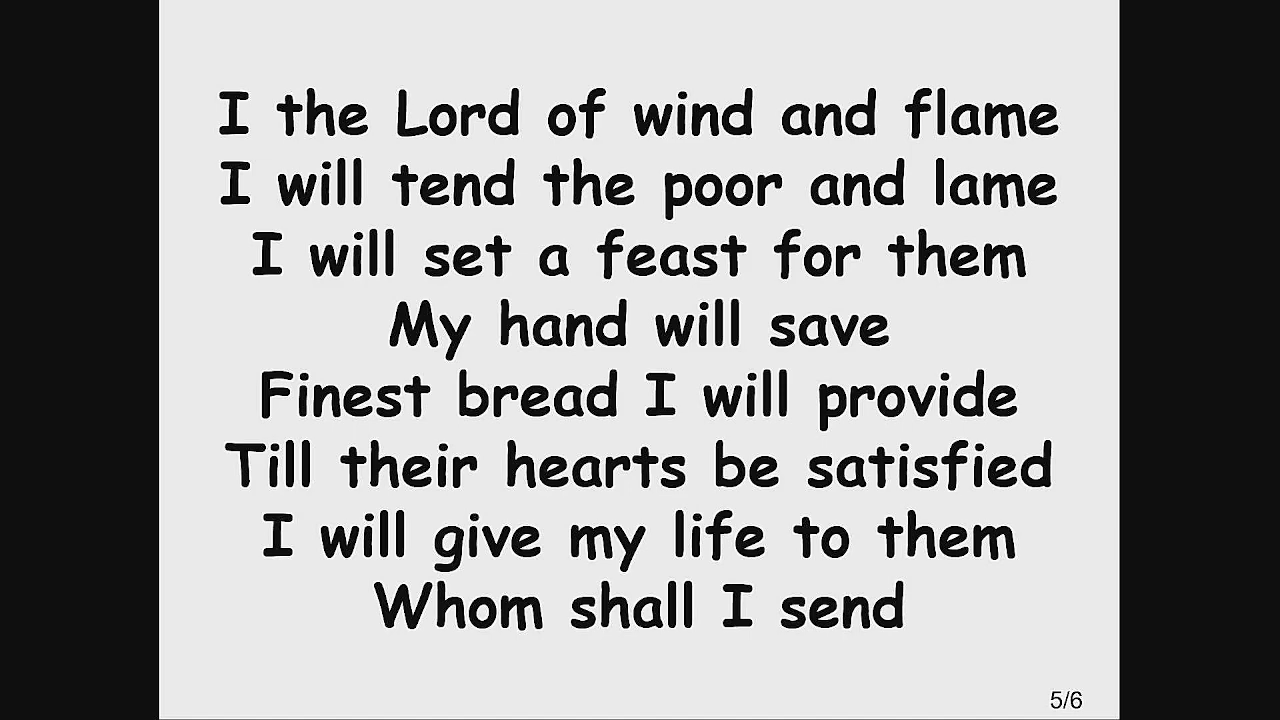 I the Lord of wind and flame
I will tend the poor and lame
I will set a feast for them
My hand will save
Finest bread I will provide
Till their hearts be satisfied
I will give my life to them
Whom shall I send
5/6